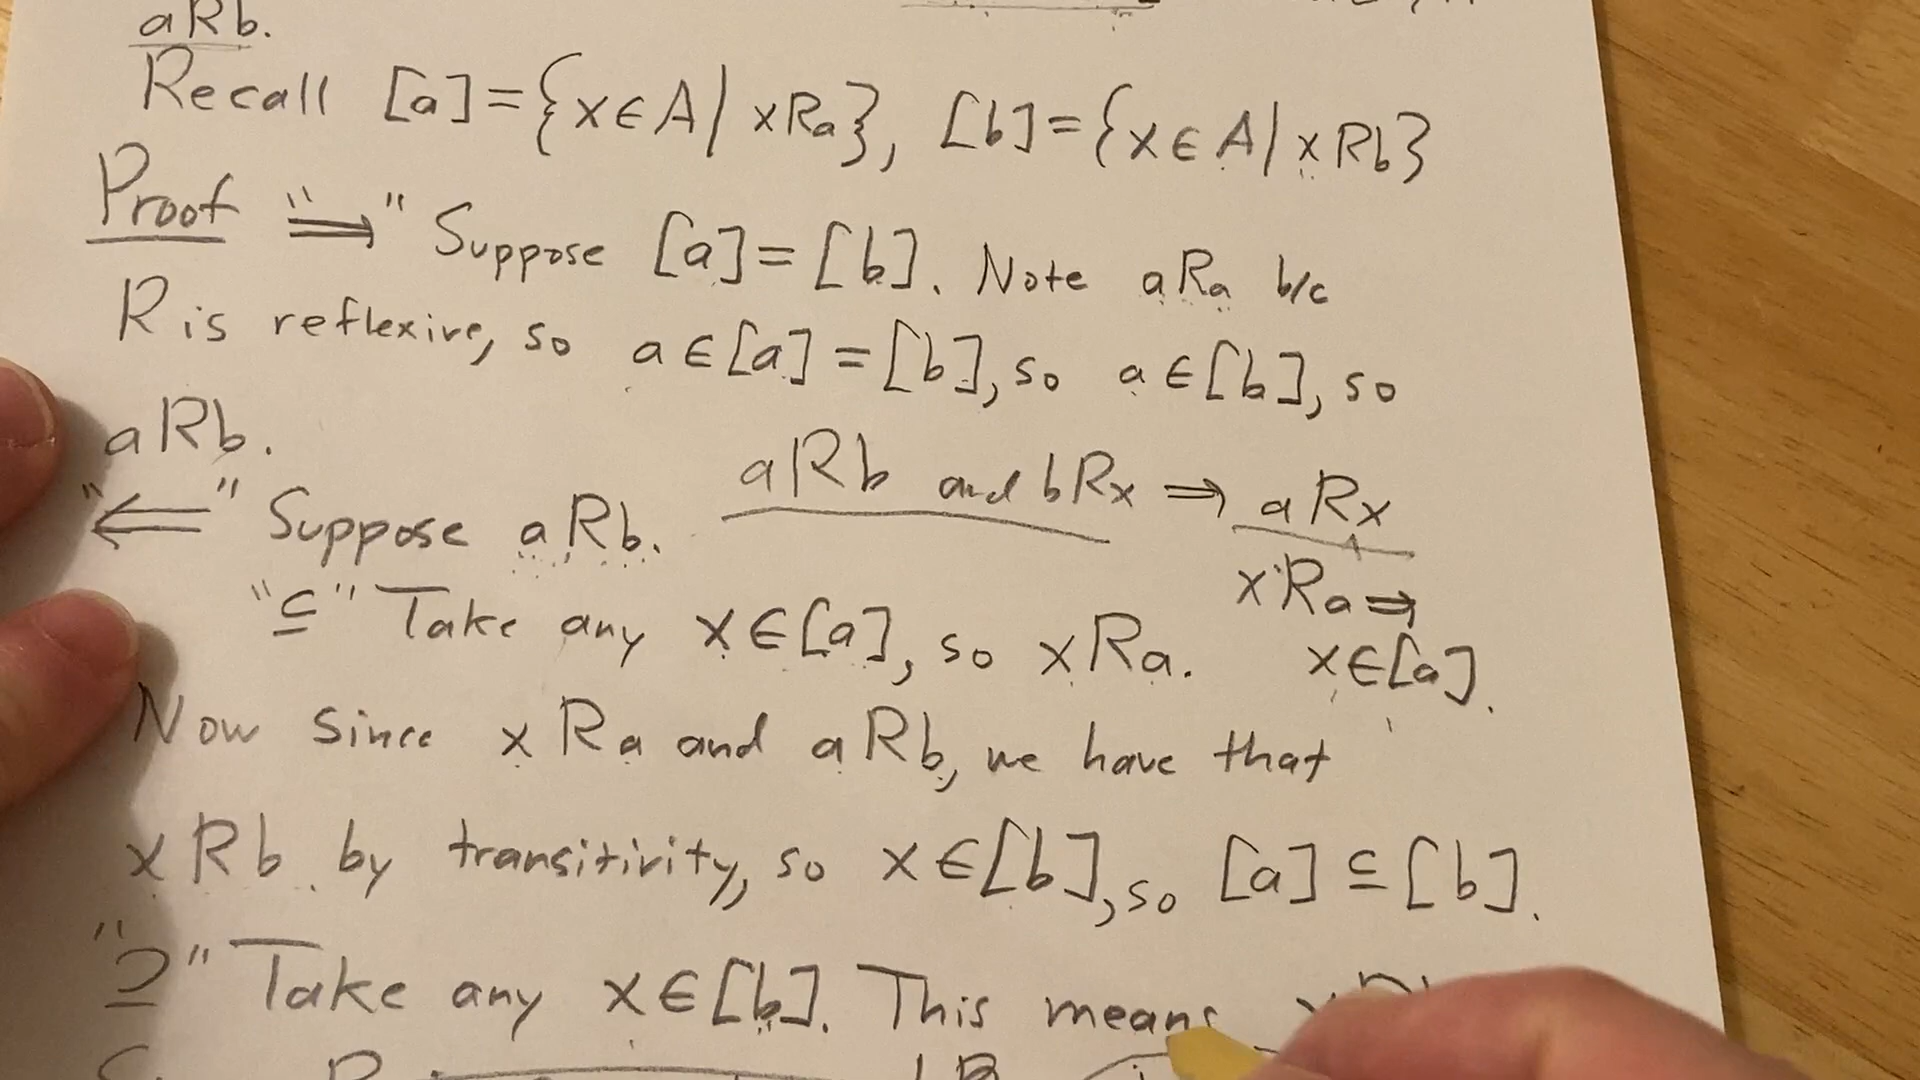 aRb.
Recall [a]={x∈A| xRa}, [b]={x∈A| xRb}
Proof "⟹" Suppose [a]=[b]. Note aRa b/c
R is reflexive, so a∈[a]=[b], so a∈[b], so
aRb.
aRb and bRx ⇒ aRx
"⟸" Suppose aRb.
xRa ⇒
"⊆" Take any x∈[a], so xRa.
x∈[a].
Now since xRa and aRb, we have that
xRb by transitivity, so x∈[b], so [a]⊆[b].
"⊇" Take any x∈[b]. This means